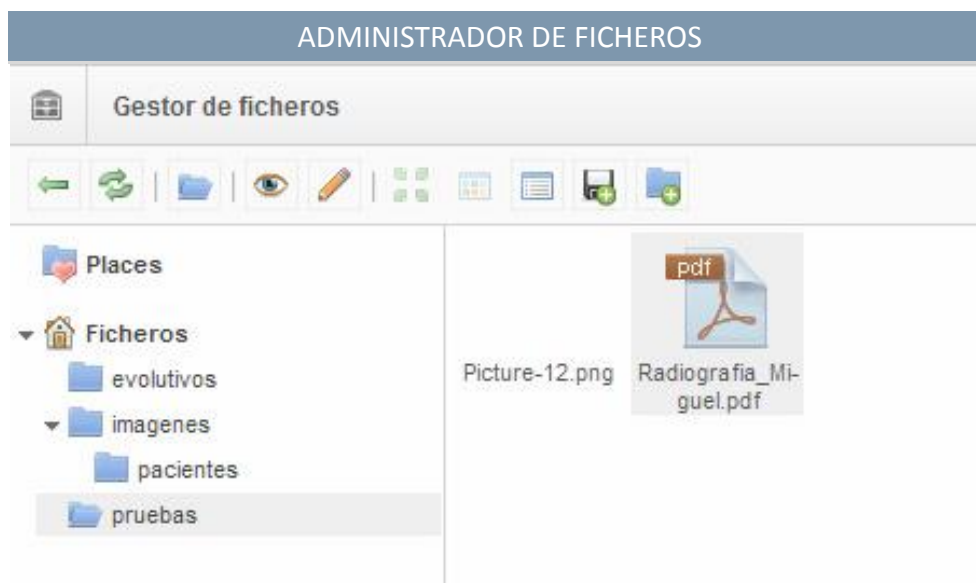 ADMINISTRADOR DE FICHEROS
Gestor de ficheros
Places
Ficheros
evolutivos
imagenes
pacientes
pruebas
Picture-12.png
pdf
Radiografia_Mi-
guel.pdf